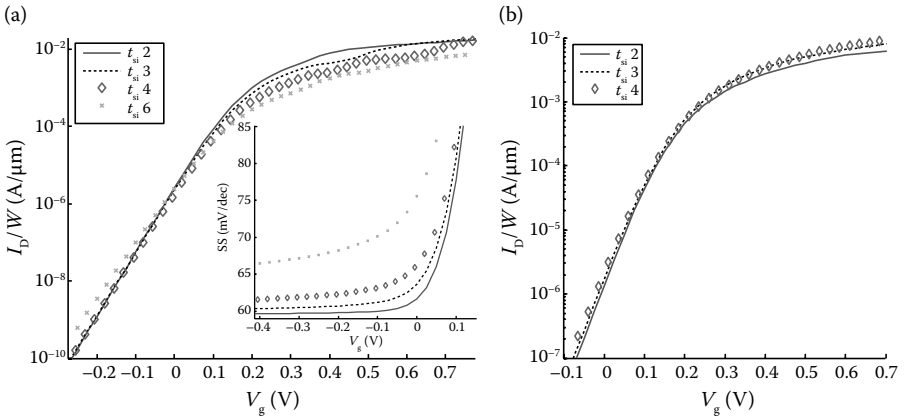 (a)
10⁻²
10⁻⁴
10⁻⁶
10⁻⁸
10⁻¹⁰
I_D/W (A/μm)
t_si 2
t_si 3
t_si 4
t_si 6
85
80
75
70
65
60
SS (mV/dec)
−0.4 −0.3 −0.2 −0.1 0 0.1
V_g (V)
−0.2 −0.1 0 0.1 0.2 0.3 0.4 0.5 0.6 0.7
V_g (V)
(b)
10⁻²
10⁻³
10⁻⁴
10⁻⁵
10⁻⁶
10⁻⁷
I_D/W (A/μm)
t_si 2
t_si 3
t_si 4
−0.1 0 0.1 0.2 0.3 0.4 0.5 0.6 0.7
V_g (V)